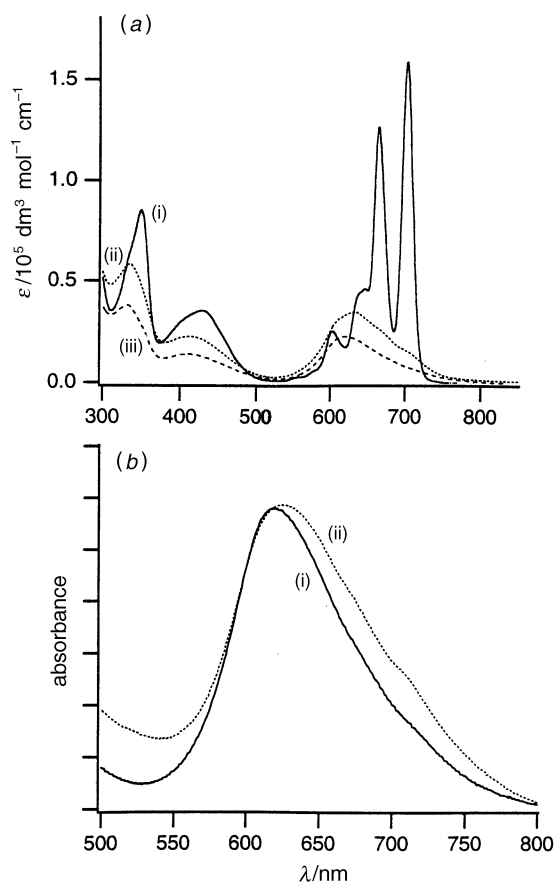 (a)
ε/10⁵ dm³ mol⁻¹ cm⁻¹
1.5
1.0
0.5
0.0
(i)
(ii)
(iii)
300 400 500 600 700 800
(b)
absorbance
(ii)
(i)
500 550 600 650 700 750 800
λ/nm